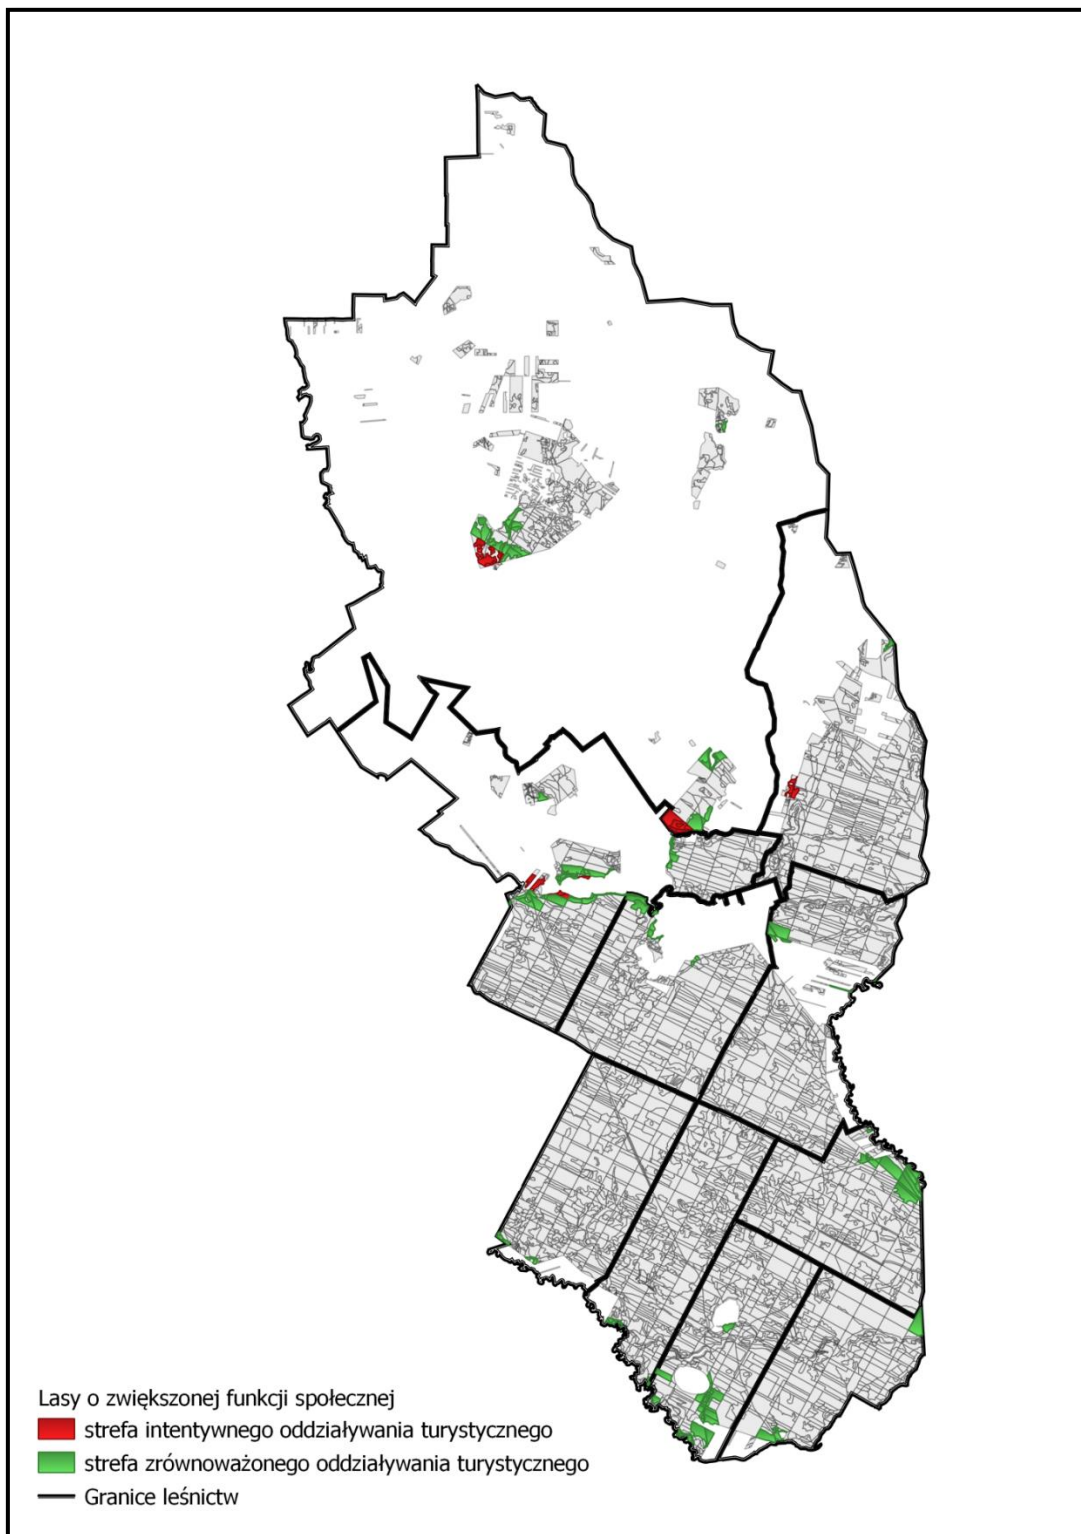 Lasy o zwiększonej funkcji społecznej
strefa intentywnego oddziaływania turystycznego
strefa zrównoważonego oddziaływania turystycznego
Granice leśnictw